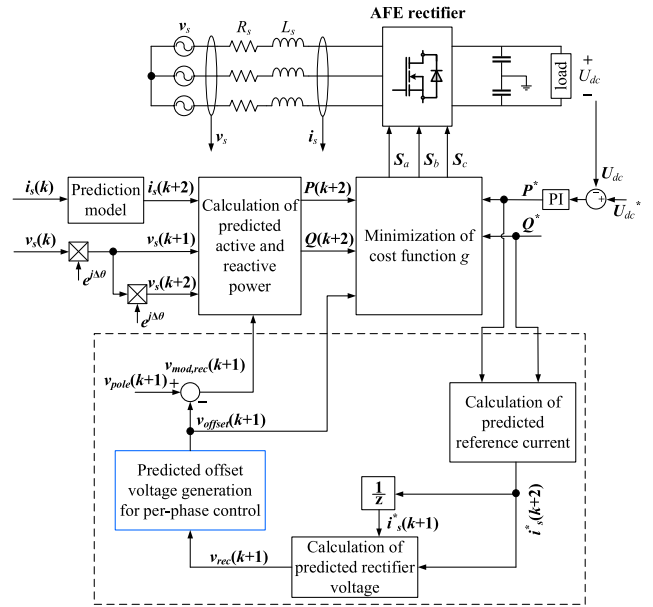 AFE rectifier
v_s
R_s
L_s
load
+
U_dc
−
v_s
i_s
S_a
S_b
S_c
U_dc
i_s(k)
Prediction
model
i_s(k+2)
Calculation of
predicted
active and
reactive
power
P(k+2)
Q(k+2)
Minimization of
cost function g
P^*
PI
−
+
U_dc^*
Q^*
v_s(k)
v_s(k+1)
e^jΔθ
v_s(k+2)
e^jΔθ
v_mod,rec(k+1)
v_pole(k+1)
+
−
v_offset(k+1)
Calculation of
predicted
reference current
Predicted offset
voltage generation
for per-phase control
1
z
i^*_s(k+2)
i^*_s(k+1)
v_rec(k+1)
Calculation of
predicted rectifier
voltage